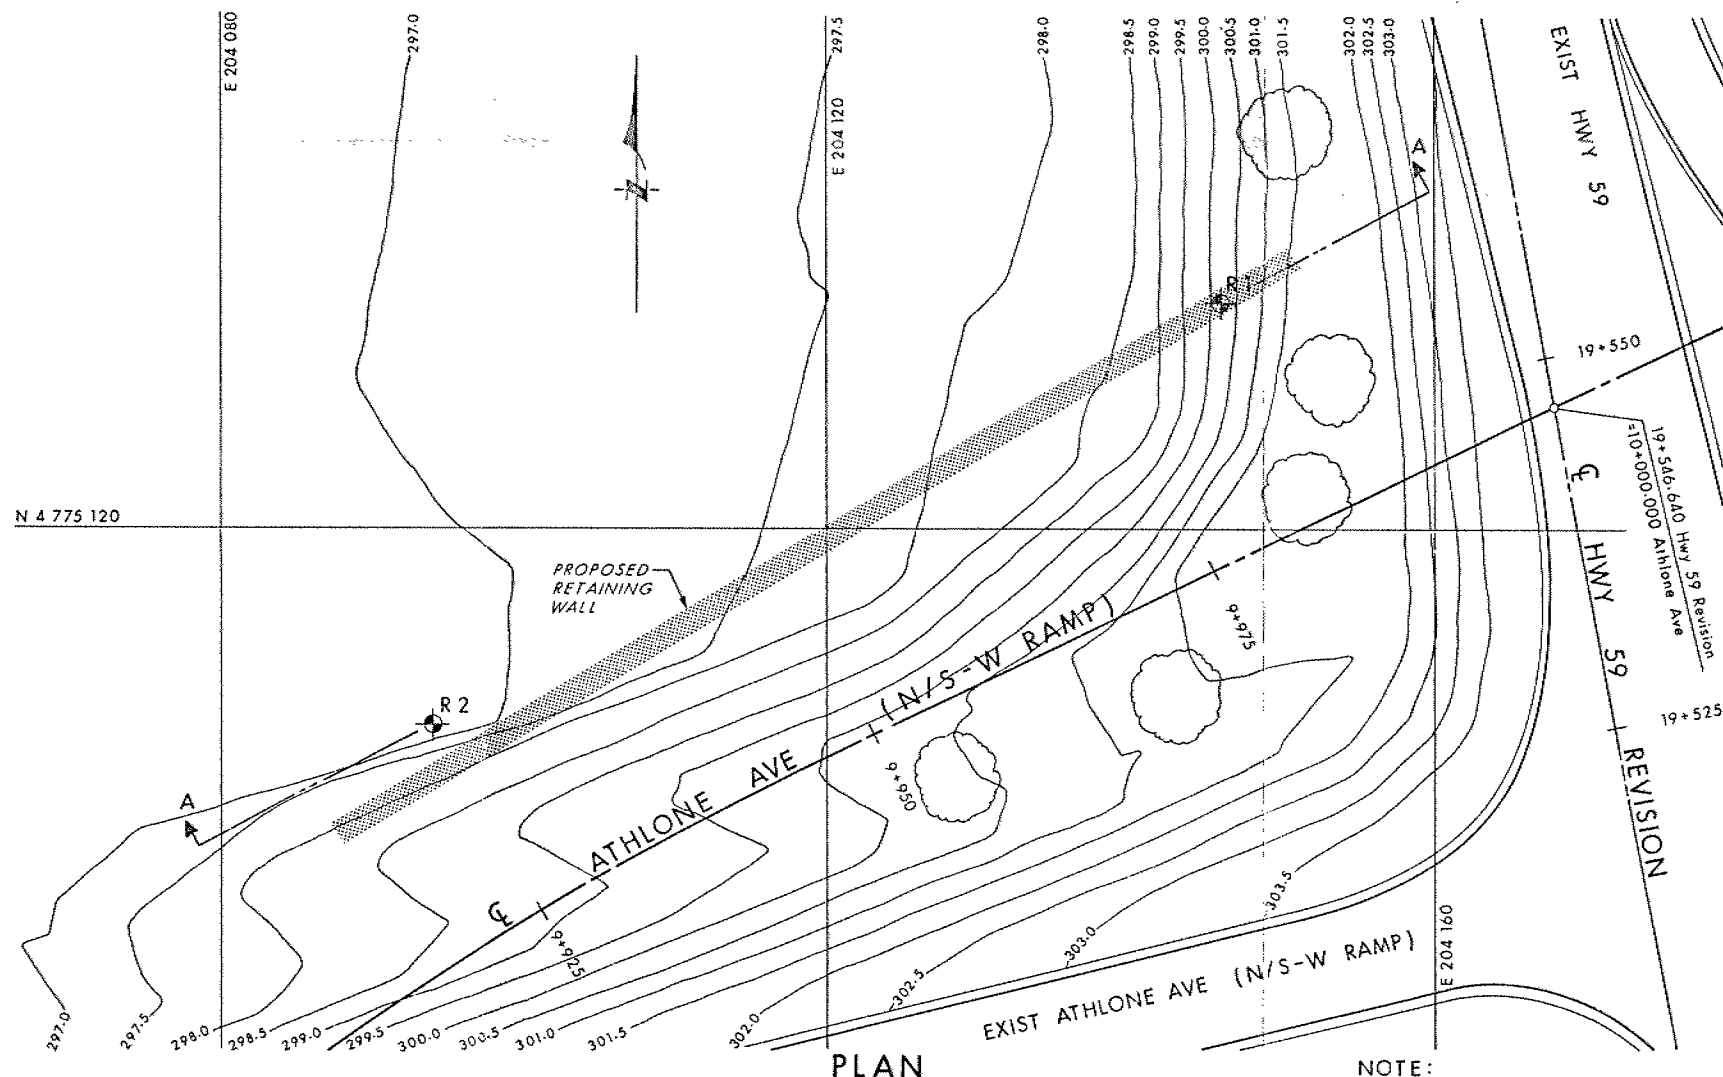 E 204 080
297.0
297.5
E 204 120
298.0
298.5
299.0
299.5
300.0
300.5
301.0
301.5
302.0
302.5
303.0
EXIST HWY 59
N
A
R 1
19+550
19+546.640 Hwy 59 Revision
=10+000.000 Athlone Ave
N 4 775 120
PROPOSED
RETAINING
WALL
℄ HWY 59 REVISION
9+975
R 2
19+525
A
℄ ATHLONE AVE (N/S-W RAMP)
9+950
9+925
303.5
303.0
302.5
E 204 160
EXIST ATHLONE AVE (N/S-W RAMP)
297.0
297.5
298.0
298.5
299.0
299.5
300.0
300.5
301.0
301.5
302.0
PLAN
NOTE: